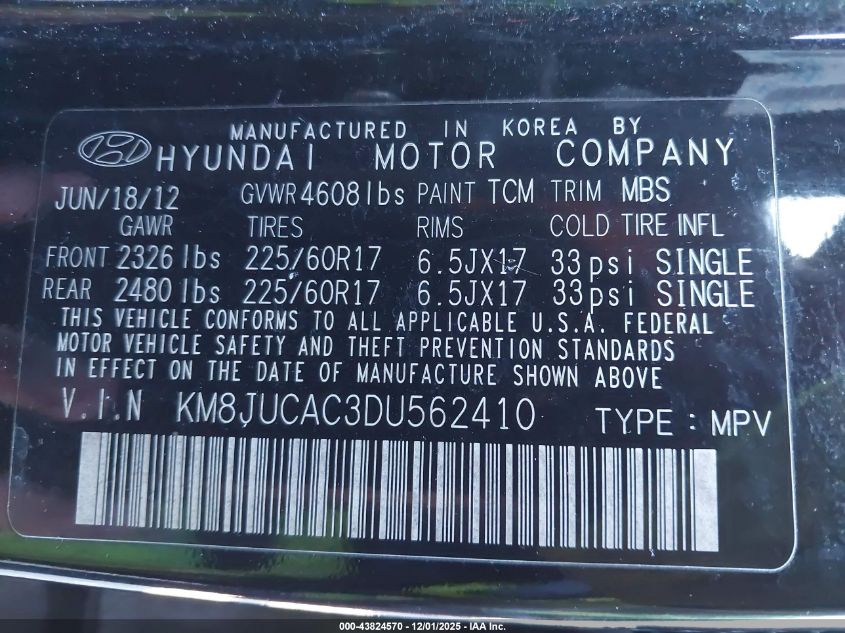 MANUFACTURED IN KOREA BY
HYUNDAI MOTOR COMPANY
JUN/18/12 GVWR 4608 lbs PAINT TCM TRIM MBS
GAWR TIRES RIMS COLD TIRE INFL
FRONT 2326 lbs 225/60R17 6.5JX17 33 psi SINGLE
REAR 2480 lbs 225/60R17 6.5JX17 33 psi SINGLE
THIS VEHICLE CONFORMS TO ALL APPLICABLE U.S.A. FEDERAL
MOTOR VEHICLE SAFETY AND THEFT PREVENTION STANDARDS
IN EFFECT ON THE DATE OF MANUFACTURE SHOWN ABOVE
V.I.N KM8JUCAC3DU562410 TYPE : MPV
000-43824570 - 12/01/2025 - IAA Inc.